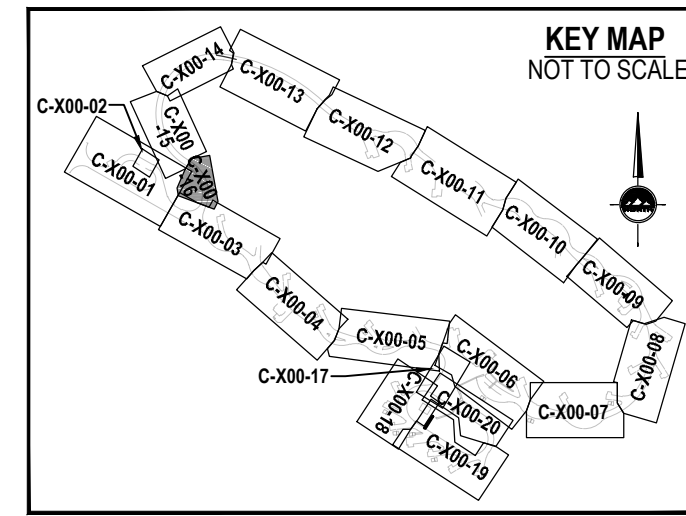 KEY MAP
NOT TO SCALE
C-X00-14
C-X00-13
C-X00-02
C-X00
-15
C-X00-12
C-X00-01
C-X00
-16
C-X00-11
C-X00-03
C-X00-10
C-X00-04
C-X00-09
C-X00-05
C-X00-06
C-X00-08
C-X00-17
C-X00-18
C-X00-20
C-X00-07
C-X00-19